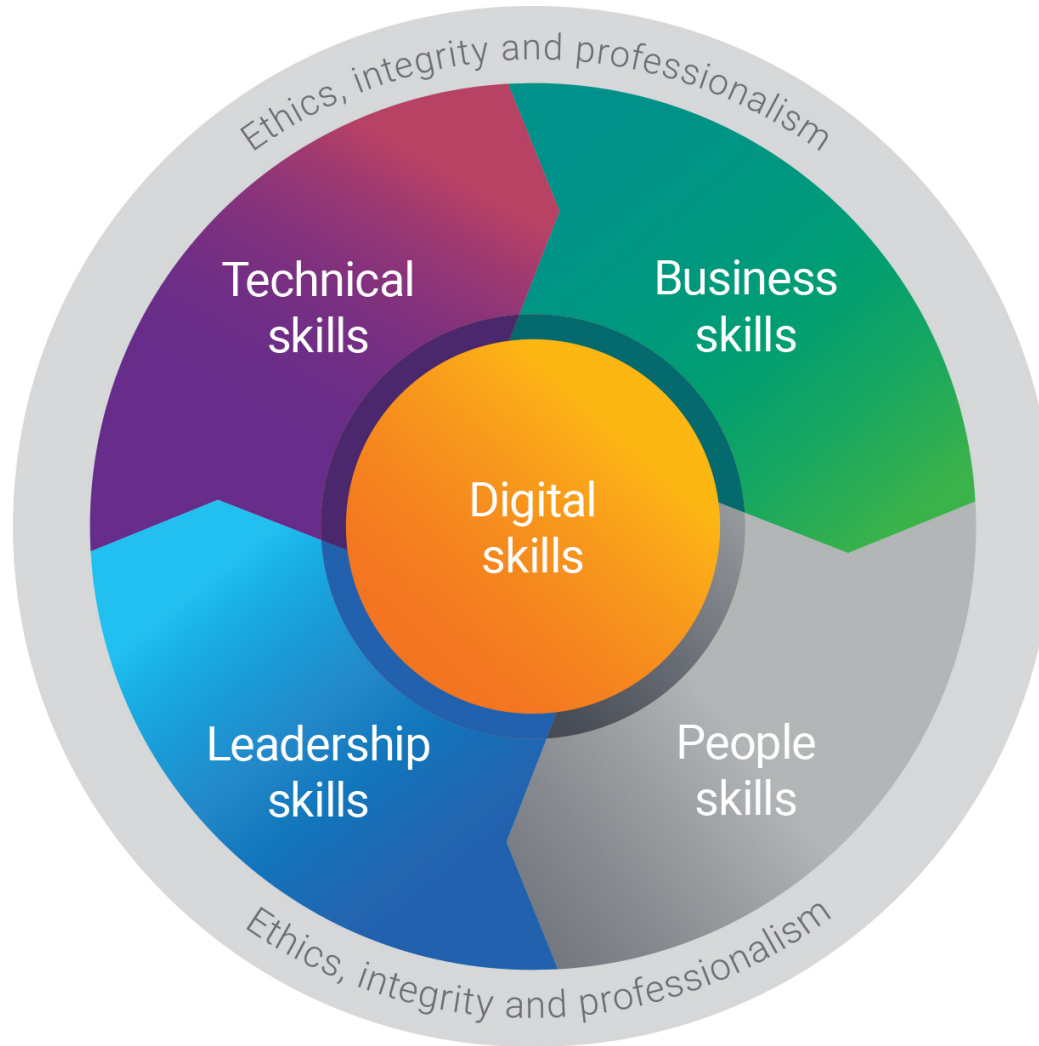 Ethics, integrity and professionalism
Technical
skills
Business
skills
Digital
skills
Leadership
skills
People
skills
Ethics, integrity and professionalism